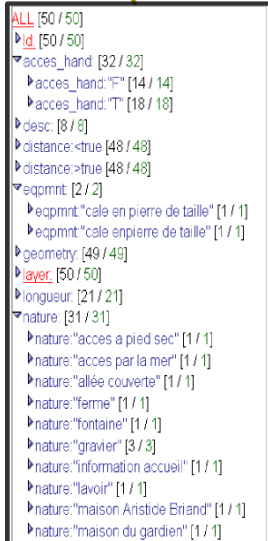 ALL [50 / 50]
Id: [50 / 50]
acces_hand: [32 / 32]
acces_hand:"F" [14 / 14]
acces_hand:"T" [18 / 18]
desc: [8 / 8]
distance:<true [48 / 48]
distance:>true [48 / 48]
eqpmnt: [2 / 2]
eqpmnt:"cale en pierre de taille" [1 / 1]
eqpmnt:"cale enpierre de taille" [1 / 1]
geometry: [49 / 49]
layer: [50 / 50]
longueur: [21 / 21]
nature: [31 / 31]
nature:"acces a pied sec" [1 / 1]
nature:"acces par la mer" [1 / 1]
nature:"allée couverte" [1 / 1]
nature:"ferme" [1 / 1]
nature:"fontaine" [1 / 1]
nature:"gravier" [3 / 3]
nature:"information accueil" [1 / 1]
nature:"lavoir" [1 / 1]
nature:"maison Aristide Briand" [1 / 1]
nature:"maison du gardien" [1 / 1]